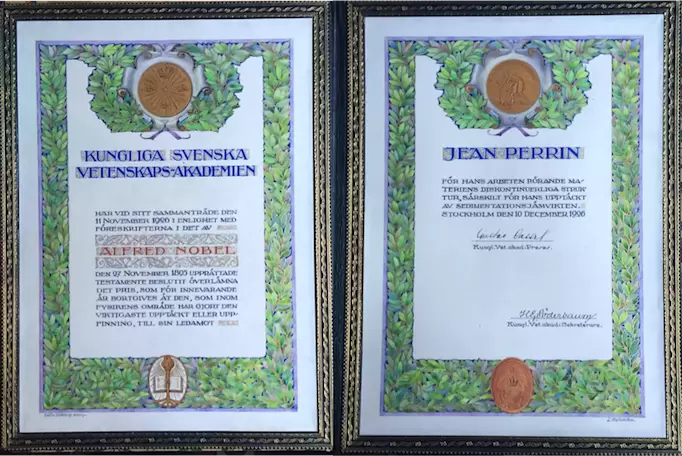 KUNGLIGA SVENSKA
VETENSKAPS-AKADEMIEN
HAR VID SITT SAMMANTRÄDE DEN
11 NOVEMBER 1926 I ENLIGHET MED
FÖRESKRIFTERNA I DET AV
ALFRED NOBEL
DEN 27 NOVEMBER 1895 UPPRÄTTADE
TESTAMENTE BESLUTIT ÖVERLÄMNA
DET PRIS, SOM FÖR INNEVARANDE
ÅR BORTGIVES ÅT DEN, SOM INOM
FYSIKENS OMRÅDE HAR GJORT DEN
VIKTIGASTE UPPTÄCKT ELLER UPP-
FINNING, TILL SIN LEDAMOT
JEAN PERRIN
FÖR HANS ARBETEN RÖRANDE MA-
TERIENS DISKONTINUERLIGA STRUK-
TUR, SÄRSKILT FÖR HANS UPPTÄCKT
AV SEDIMENTATIONSJÄMVIKTEN.
STOCKHOLM DEN 10 DECEMBER 1926
Kungl. Vet. akad. Preses.
HG Söderbaum
Kungl. Vet. akad. Sekreterare.